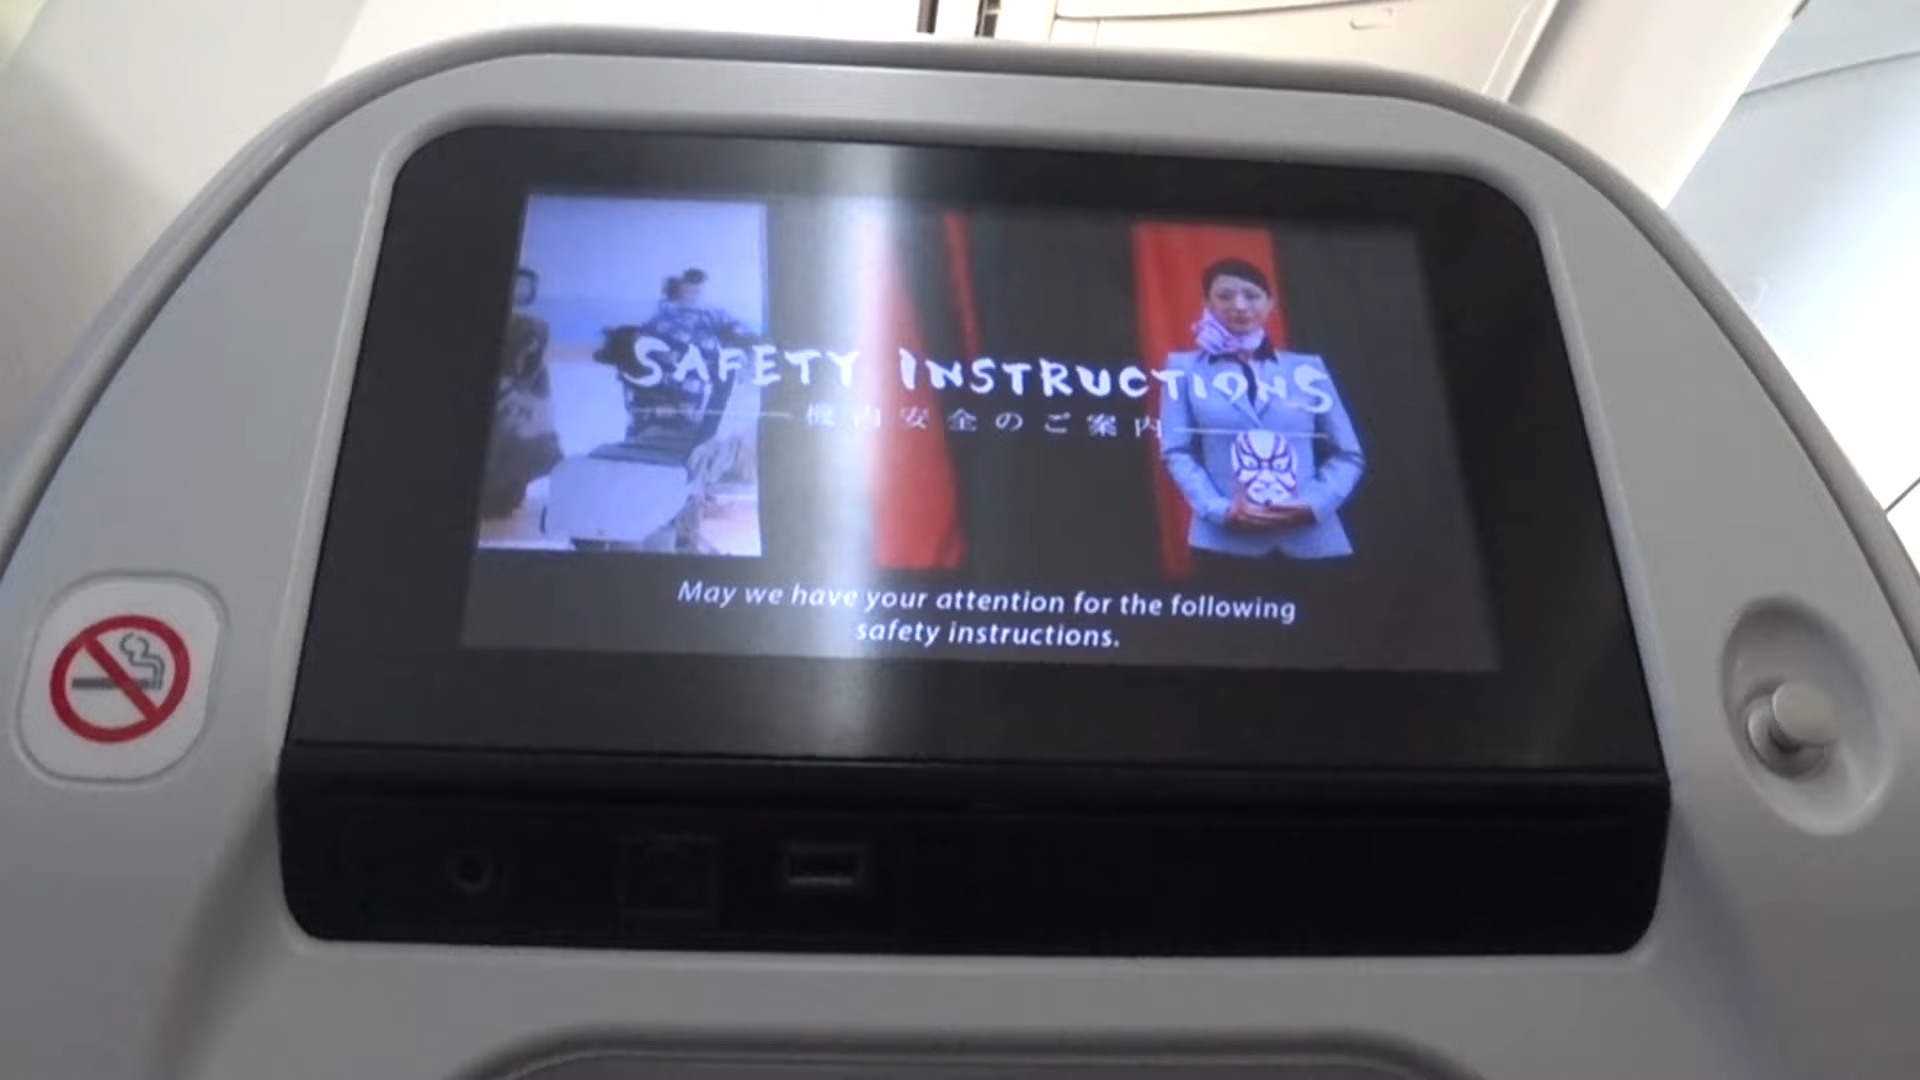 SAFETY INSTRUCTIONS
機内安全のご案内
May we have your attention for the following
safety instructions.